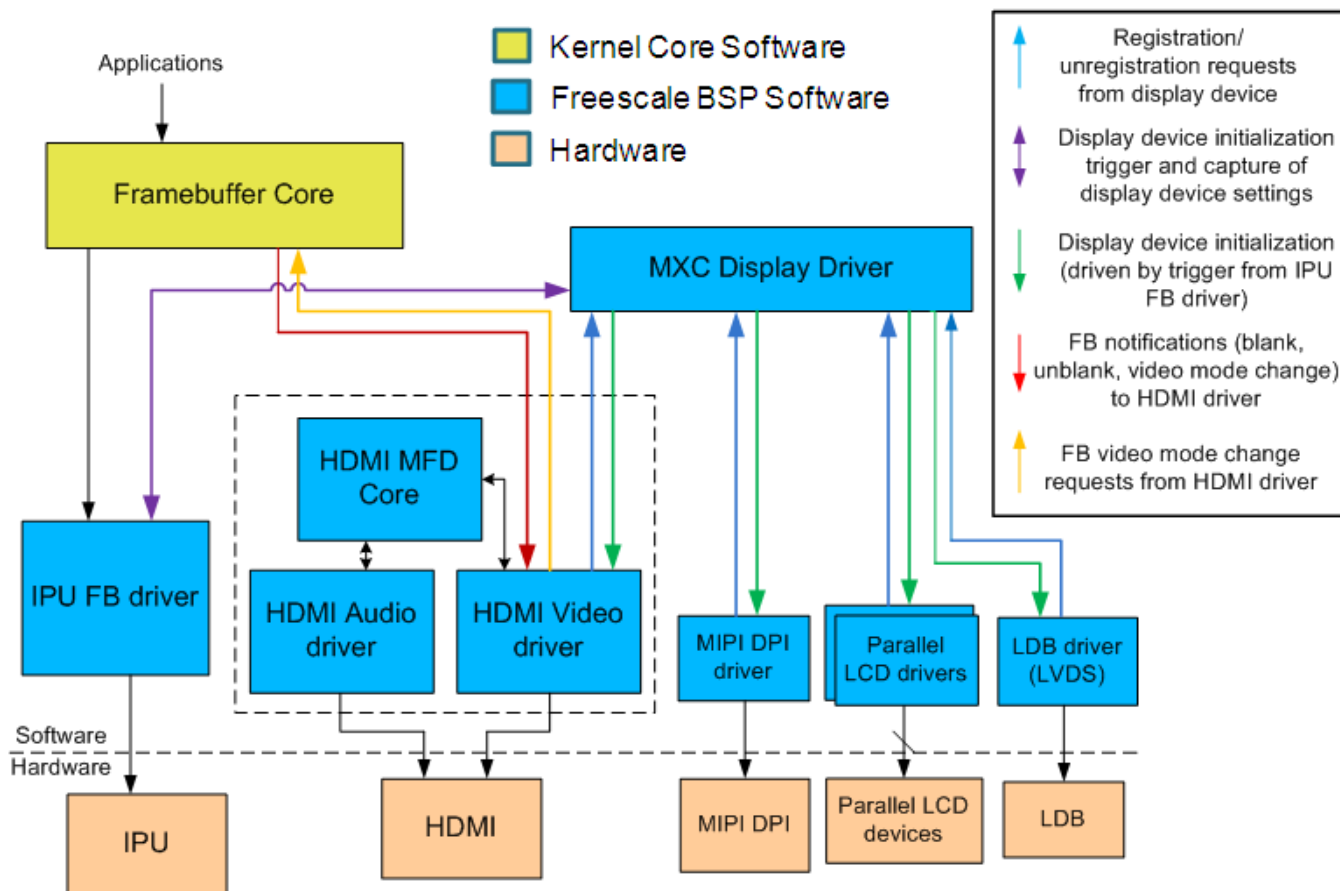 Applications
Kernel Core Software
Freescale BSP Software
Hardware
Registration/
unregistration requests
from display device
Display device initialization
trigger and capture of
display device settings
Display device initialization
(driven by trigger from IPU
FB driver)
FB notifications (blank,
unblank, video mode change)
to HDMI driver
FB video mode change
requests from HDMI driver
Framebuffer Core
MXC Display Driver
HDMI MFD
Core
IPU FB driver
HDMI Audio
driver
HDMI Video
driver
MIPI DPI
driver
Parallel
LCD drivers
LDB driver
(LVDS)
Software
Hardware
IPU
HDMI
MIPI DPI
Parallel LCD
devices
LDB